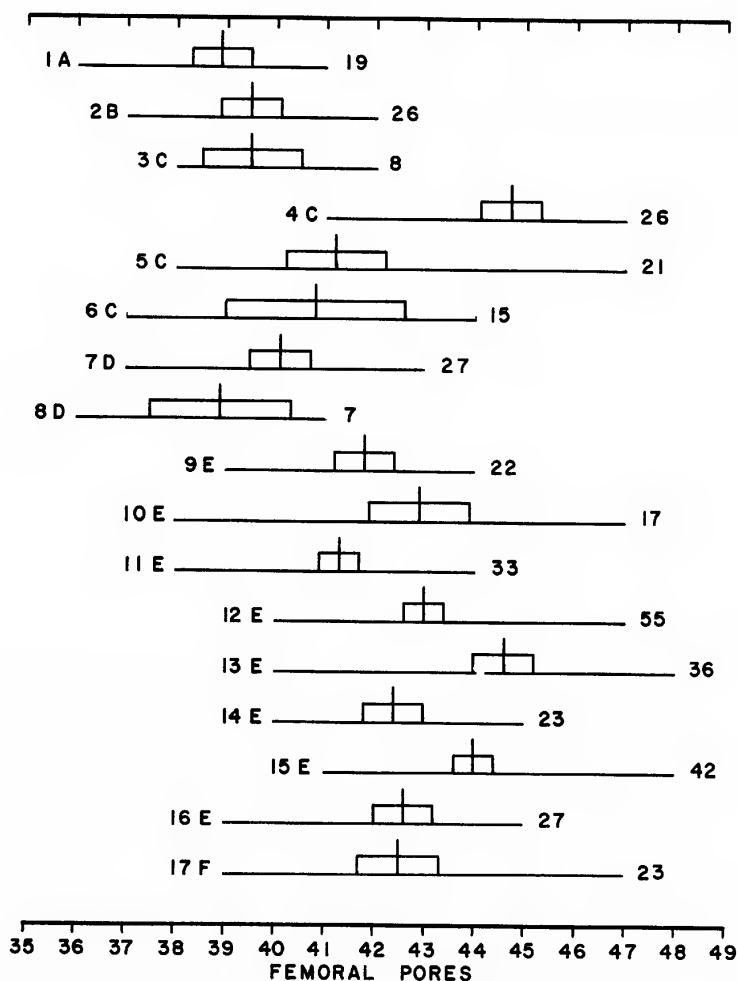 1 A 19
2 B 26
3 C 8
4 C 26
5 C 21
6 C 15
7 D 27
8 D 7
9 E 22
10 E 17
11 E 33
12 E 55
13 E 36
14 E 23
15 E 42
16 E 27
17 F 23
35 36 37 38 39 40 41 42 43 44 45 46 47 48 49
FEMORAL PORES